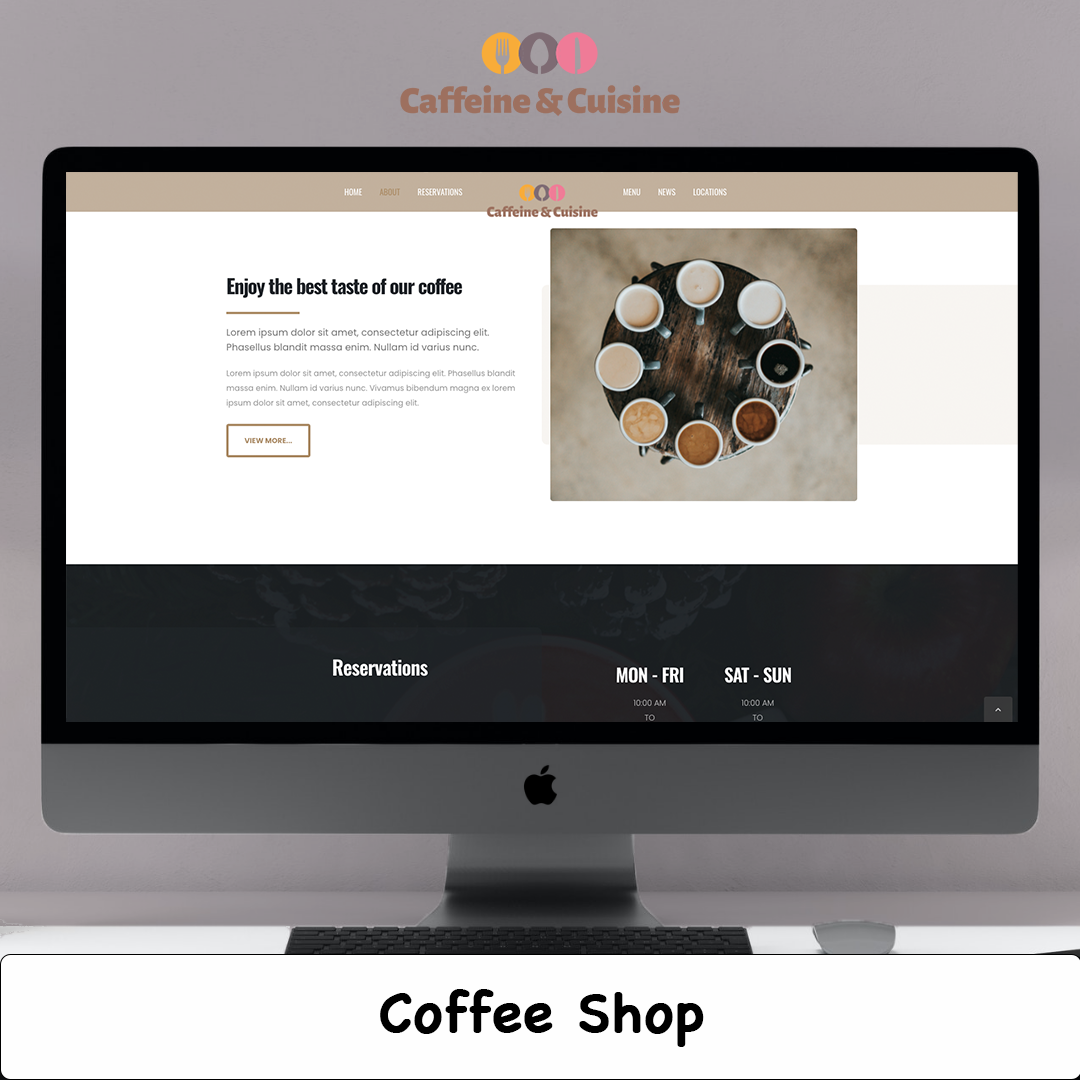 Caffeine & Cuisine
HOME ABOUT RESERVATIONS
Caffeine & Cuisine
MENU NEWS LOCATIONS
Enjoy the best taste of our coffee
Lorem ipsum dolor sit amet, consectetur adipiscing elit.
Phasellus blandit massa enim. Nullam id varius nunc.
Lorem ipsum dolor sit amet, consectetur adipiscing elit. Phasellus blandit
massa enim. Nullam id varius nunc. Vivamus bibendum magna ex lorem
ipsum dolor sit amet, consectetur adipiscing elit.
VIEW MORE...
Reservations
MON - FRI
10:00 AM
TO
SAT - SUN
10:00 AM
TO
Coffee Shop